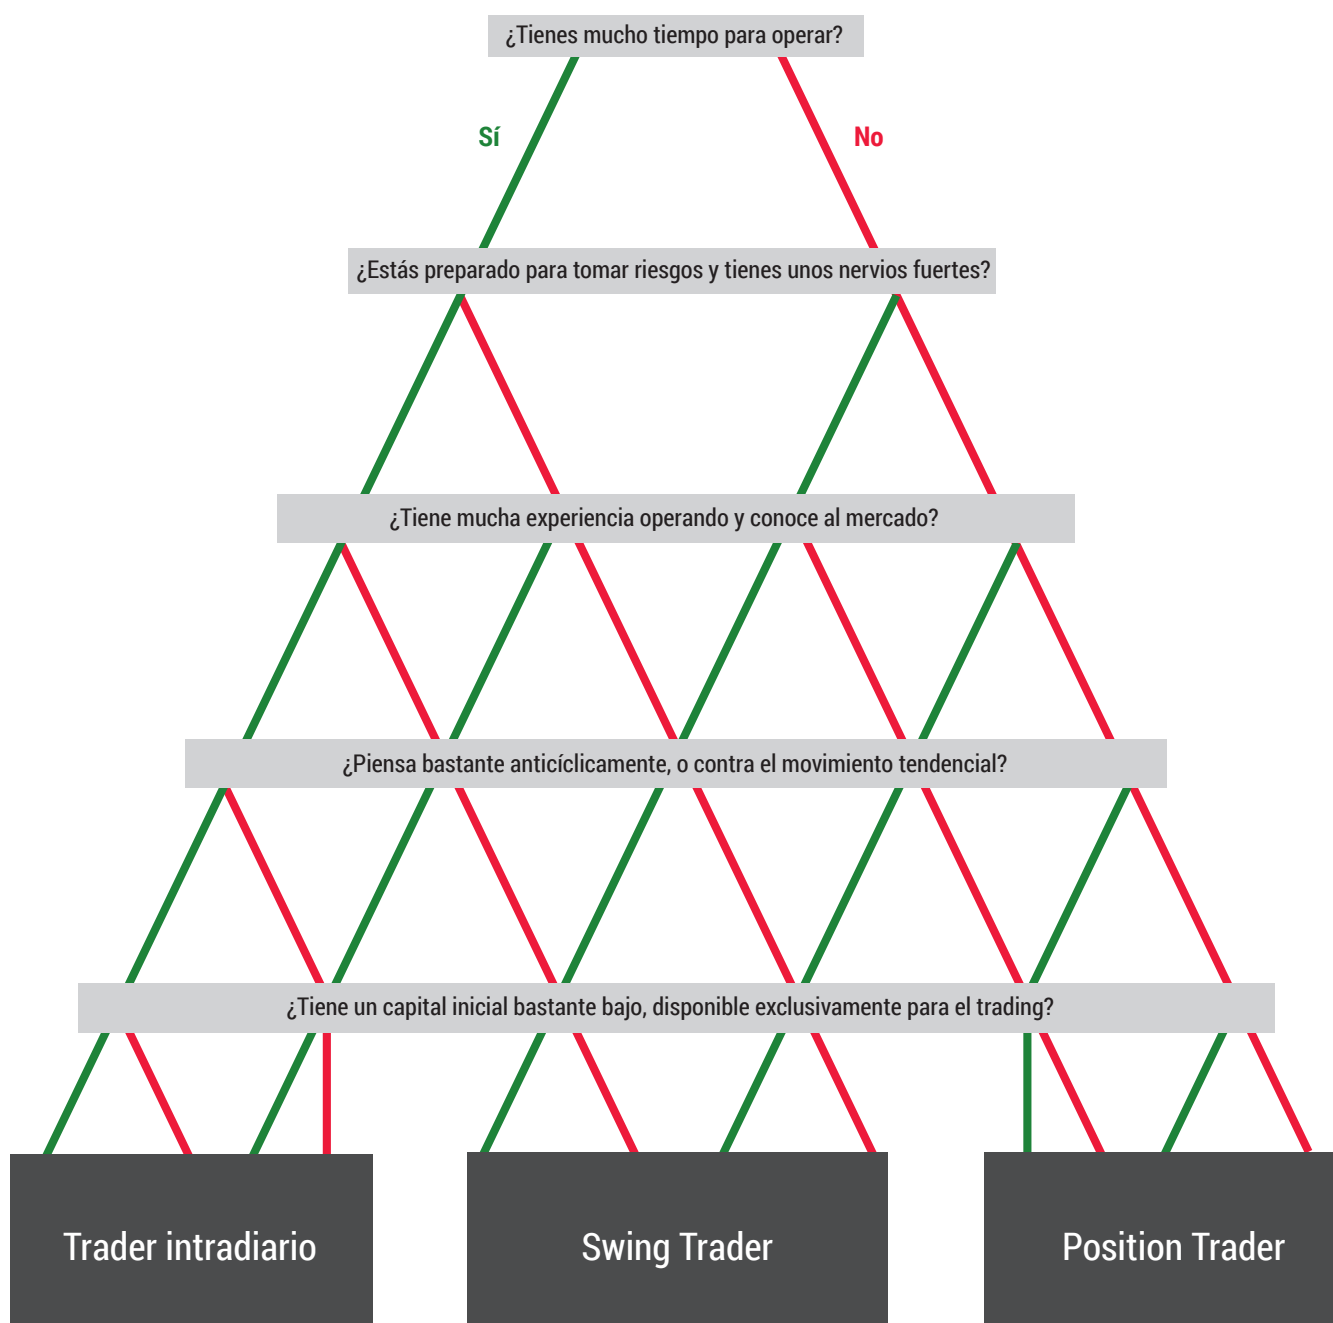 ¿Tienes mucho tiempo para operar?
Sí
No
¿Estás preparado para tomar riesgos y tienes unos nervios fuertes?
¿Tiene mucha experiencia operando y conoce al mercado?
¿Piensa bastante anticíclicamente, o contra el movimiento tendencial?
¿Tiene un capital inicial bastante bajo, disponible exclusivamente para el trading?
Trader intradiario
Swing Trader
Position Trader